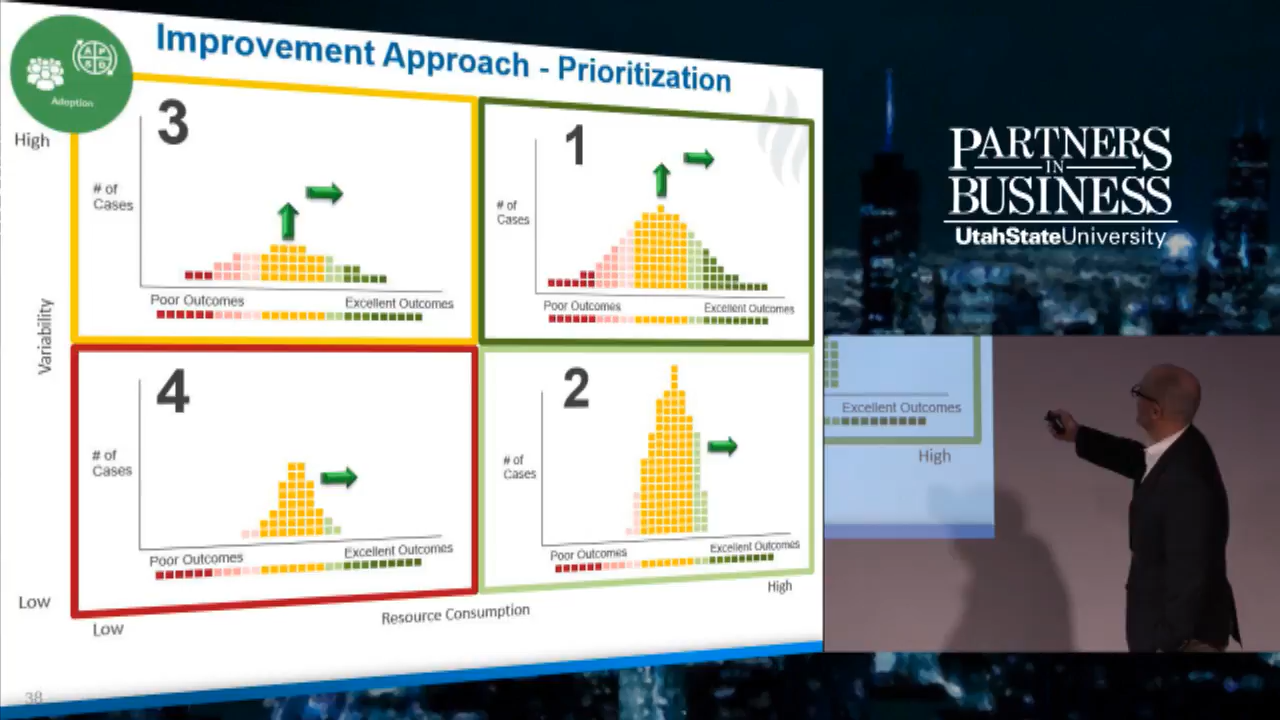 Improvement Approach - Prioritization
A P
S D
Adoption
High
Variability
Low
3
# of
Cases
Poor Outcomes
Excellent Outcomes
1
# of
Cases
Poor Outcomes
Excellent Outcomes
4
# of
Cases
Poor Outcomes
Excellent Outcomes
2
# of
Cases
Poor Outcomes
Excellent Outcomes
Low
Resource Consumption
High
38
PARTNERS
IN
BUSINESS
UtahStateUniversity
Excellent Outcomes
High